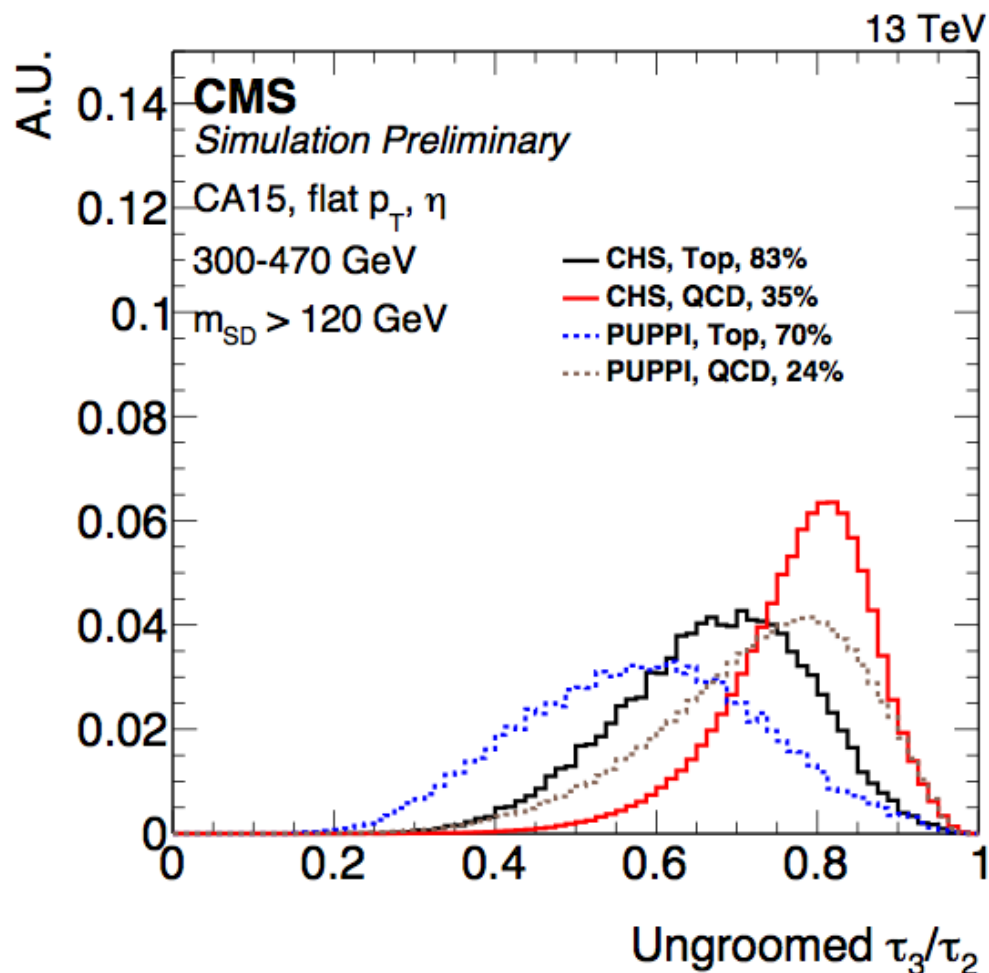 13 TeV
A.U.
CMS
Simulation Preliminary
CA15, flat p_T, η
300-470 GeV
m_SD > 120 GeV
CHS, Top, 83%
CHS, QCD, 35%
PUPPI, Top, 70%
PUPPI, QCD, 24%
0.14
0.12
0.1
0.08
0.06
0.04
0.02
0
0 0.2 0.4 0.6 0.8 1
Ungroomed τ_3/τ_2